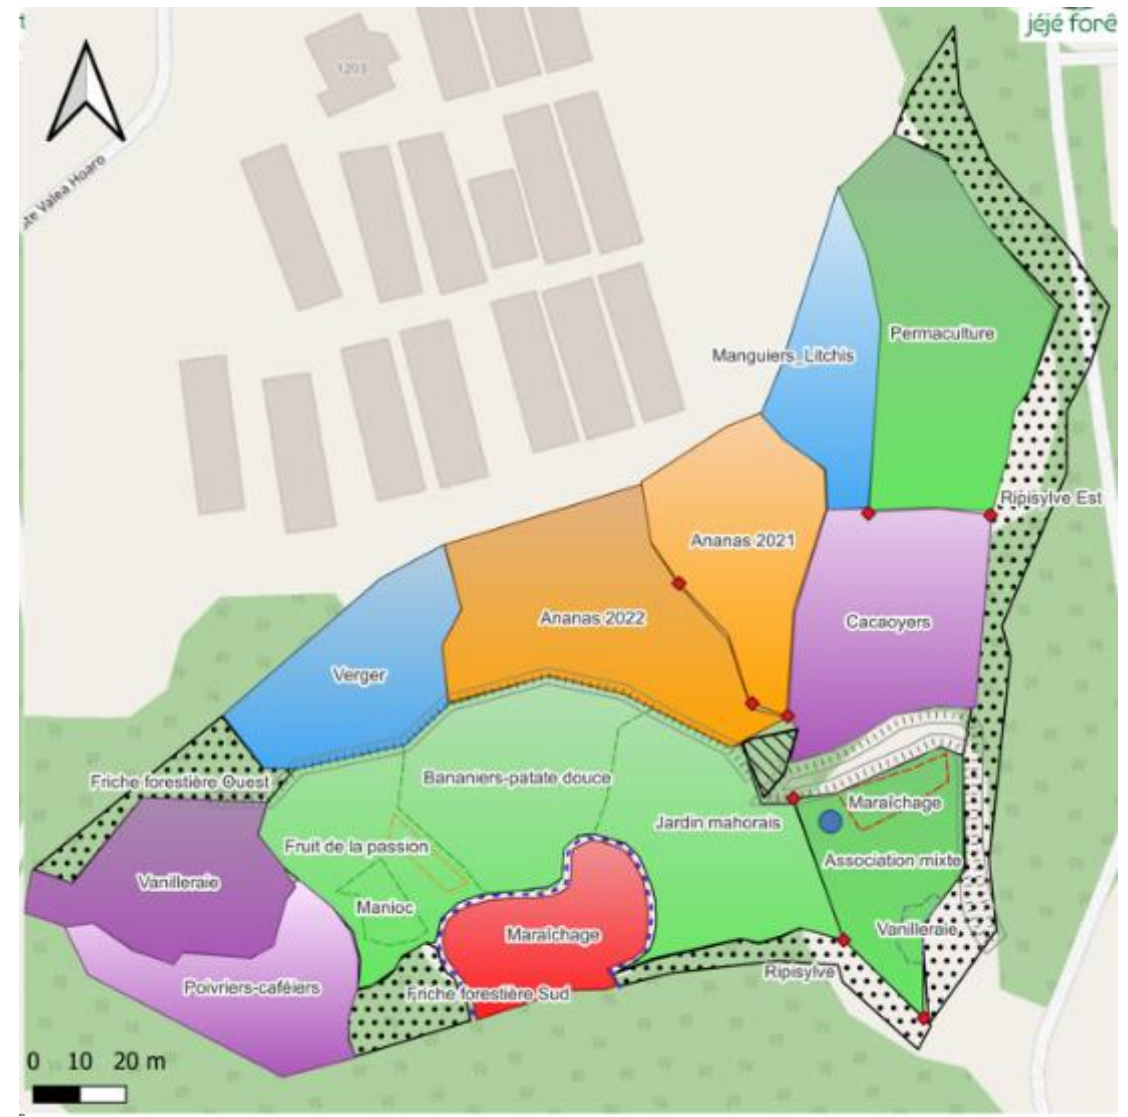 jéjé forê
1203
te Valea Hoaro
Permaculture
Manguiers_Litchis
Ripisylve Est
Ananas 2021
Ananas 2022
Cacaoyers
Verger
Friche forestière Ouest
Bananiers-patate douce
Maraîchage
Jardin mahorais
Fruit de la passion
Association mixte
Vanilleraie
Manioc
Vanilleraie
Maraîchage
Ripisylve
Poivriers-caféiers
Friche forestière Sud
0 10 20 m